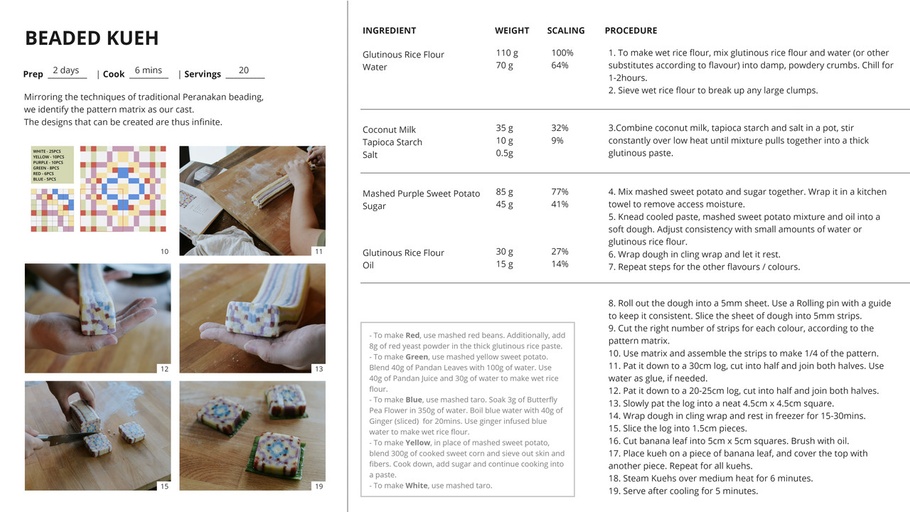 BEADED KUEH
Prep 2 days | Cook 6 mins | Servings 20
Mirroring the techniques of traditional Peranakan beading,
we identify the pattern matrix as our cast.
The designs that can be created are thus infinite.
WHITE - 25PCS
YELLOW - 10PCS
PURPLE - 10PCS
GREEN - 8PCS
RED - 6PCS
BLUE - 5PCS
10
11
12
13
15
19
INGREDIENT WEIGHT SCALING PROCEDURE
Glutinous Rice Flour 110 g 100%
Water 70 g 64%
1. To make wet rice flour, mix glutinous rice flour and water (or other
substitutes according to flavour) into damp, powdery crumbs. Chill for
1-2hours.
2. Sieve wet rice flour to break up any large clumps.
Coconut Milk 35 g 32%
Tapioca Starch 10 g 9%
Salt 0.5g
3.Combine coconut milk, tapioca starch and salt in a pot, stir
constantly over low heat until mixture pulls together into a thick
glutinous paste.
Mashed Purple Sweet Potato 85 g 77%
Sugar 45 g 41%
Glutinous Rice Flour 30 g 27%
Oil 15 g 14%
4. Mix mashed sweet potato and sugar together. Wrap it in a kitchen
towel to remove access moisture.
5. Knead cooled paste, mashed sweet potato mixture and oil into a
soft dough. Adjust consistency with small amounts of water or
glutinous rice flour.
6. Wrap dough in cling wrap and let it rest.
7. Repeat steps for the other flavours / colours.
- To make Red, use mashed red beans. Additionally, add
8g of red yeast powder in the thick glutinous rice paste.
- To make Green, use mashed yellow sweet potato.
Blend 40g of Pandan Leaves with 100g of water. Use
40g of Pandan Juice and 30g of water to make wet rice
flour.
- To make Blue, use mashed taro. Soak 3g of Butterfly
Pea Flower in 350g of water. Boil blue water with 40g of
Ginger (sliced) for 20mins. Use ginger infused blue
water to make wet rice flour.
- To make Yellow, in place of mashed sweet potato,
blend 300g of cooked sweet corn and sieve out skin and
fibers. Cook down, add sugar and continue cooking into
a paste.
- To make White, use mashed taro.
8. Roll out the dough into a 5mm sheet. Use a Rolling pin with a guide
to keep it consistent. Slice the sheet of dough into 5mm strips.
9. Cut the right number of strips for each colour, according to the
pattern matrix.
10. Use matrix and assemble the strips to make 1/4 of the pattern.
11. Pat it down to a 30cm log, cut into half and join both halves. Use
water as glue, if needed.
12. Pat it down to a 20-25cm log, cut into half and join both halves.
13. Slowly pat the log into a neat 4.5cm x 4.5cm square.
14. Wrap dough in cling wrap and rest in freezer for 15-30mins.
15. Slice the log into 1.5cm pieces.
16. Cut banana leaf into 5cm x 5cm squares. Brush with oil.
17. Place kueh on a piece of banana leaf, and cover the top with
another piece. Repeat for all kuehs.
18. Steam Kuehs over medium heat for 6 minutes.
19. Serve after cooling for 5 minutes.